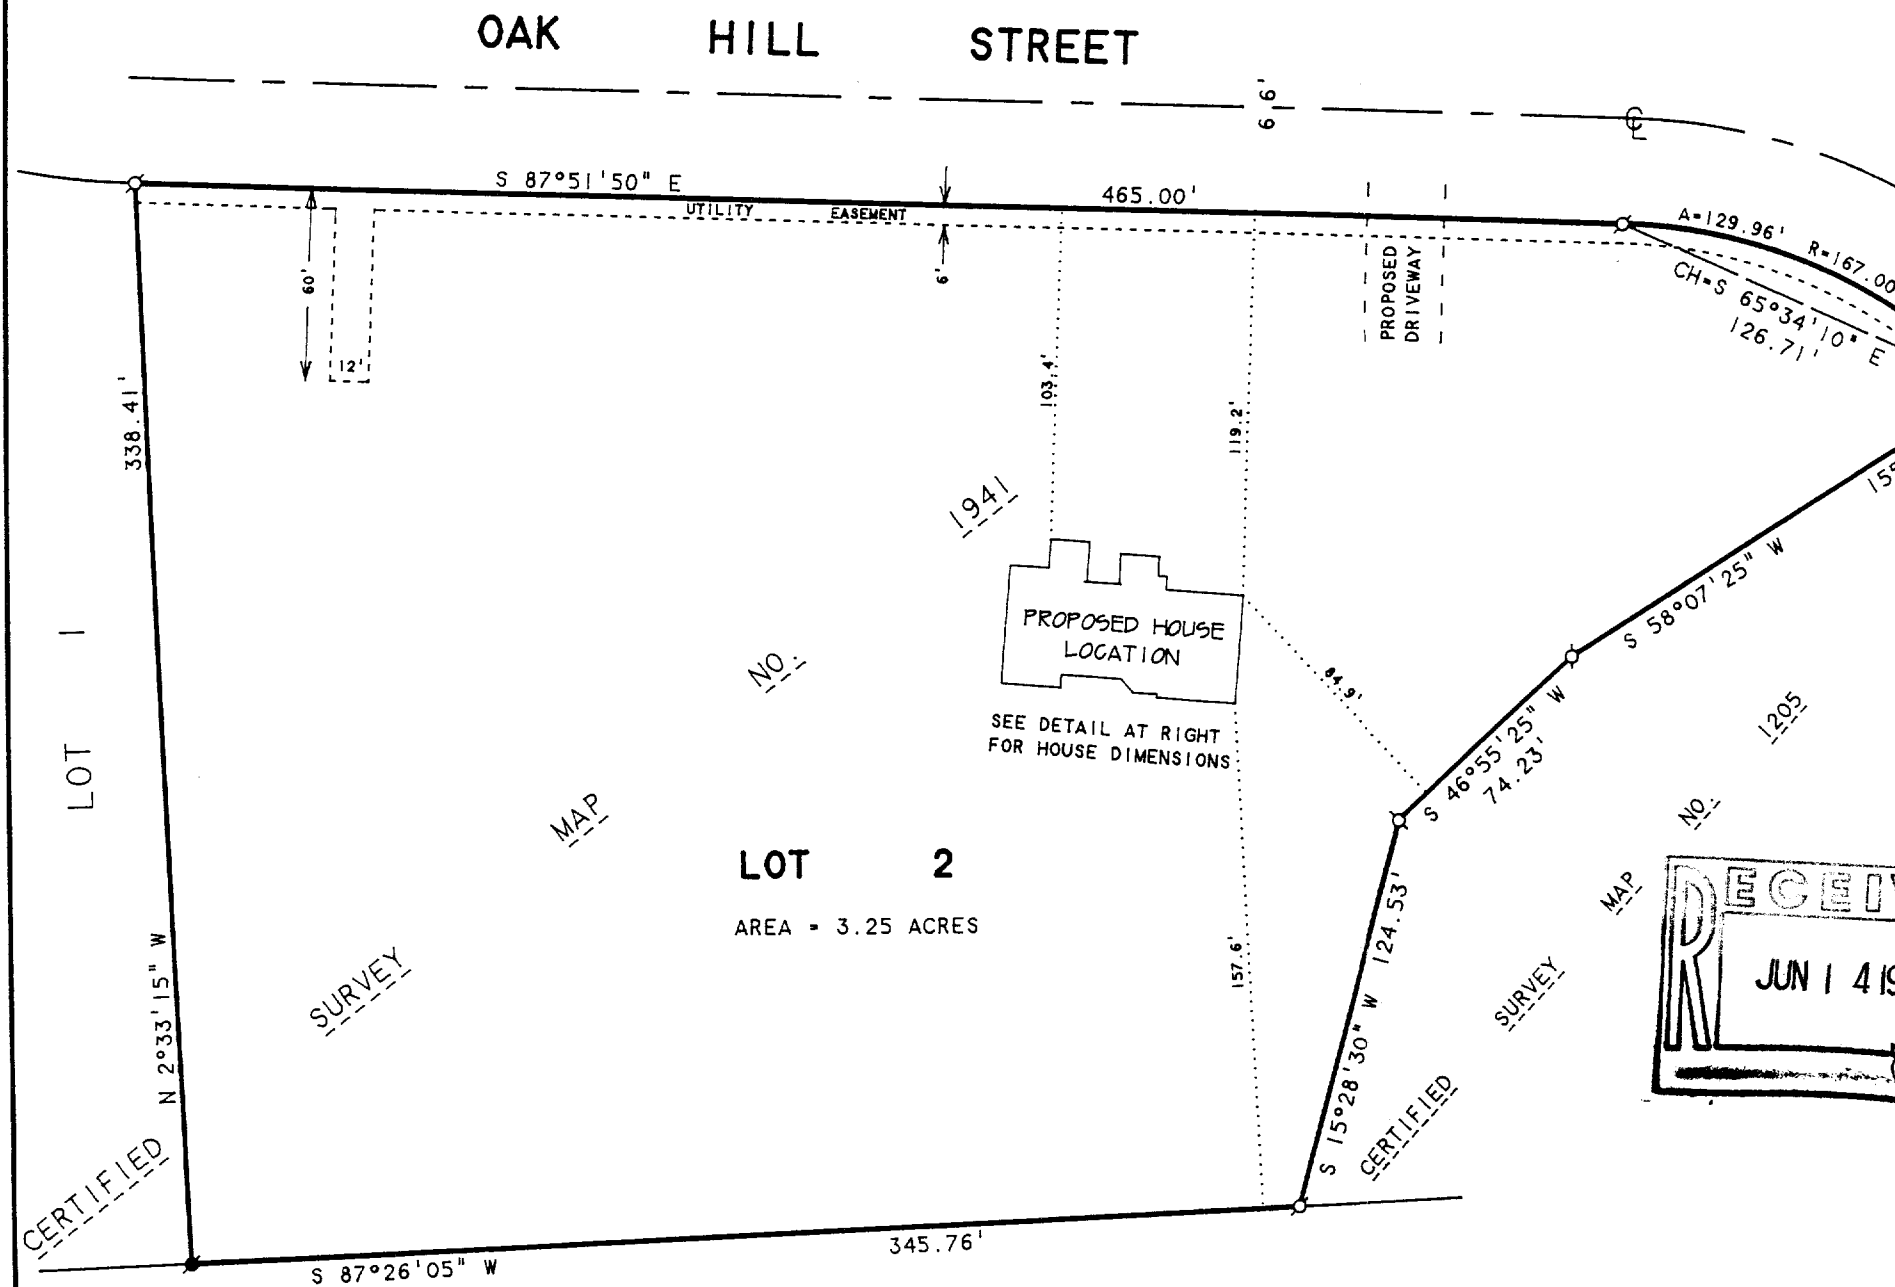 OAK HILL STREET
66'
℄
S 87°51'50" E
465.00'
UTILITY EASEMENT
A=129.96' R=167.00
CH=S 65°34'10" E
126.71'
60'
12'
6'
PROPOSED
DRIVEWAY
338.41'
103.4'
119.2'
1941
155
S 58°07'25" W
PROPOSED HOUSE
LOCATION
84.9'
SEE DETAIL AT RIGHT
FOR HOUSE DIMENSIONS
LOT 1
NO.
1205
S 46°55'25" W
74.23'
MAP
NO.
LOT 2
AREA = 3.25 ACRES
MAP
RECEIV
JUN 1 4 19
124.53'
157.6'
N 2°33'15" W
SURVEY
SURVEY
S 15°28'30" W
CERTIFIED
CERTIFIED
345.76'
S 87°26'05" W